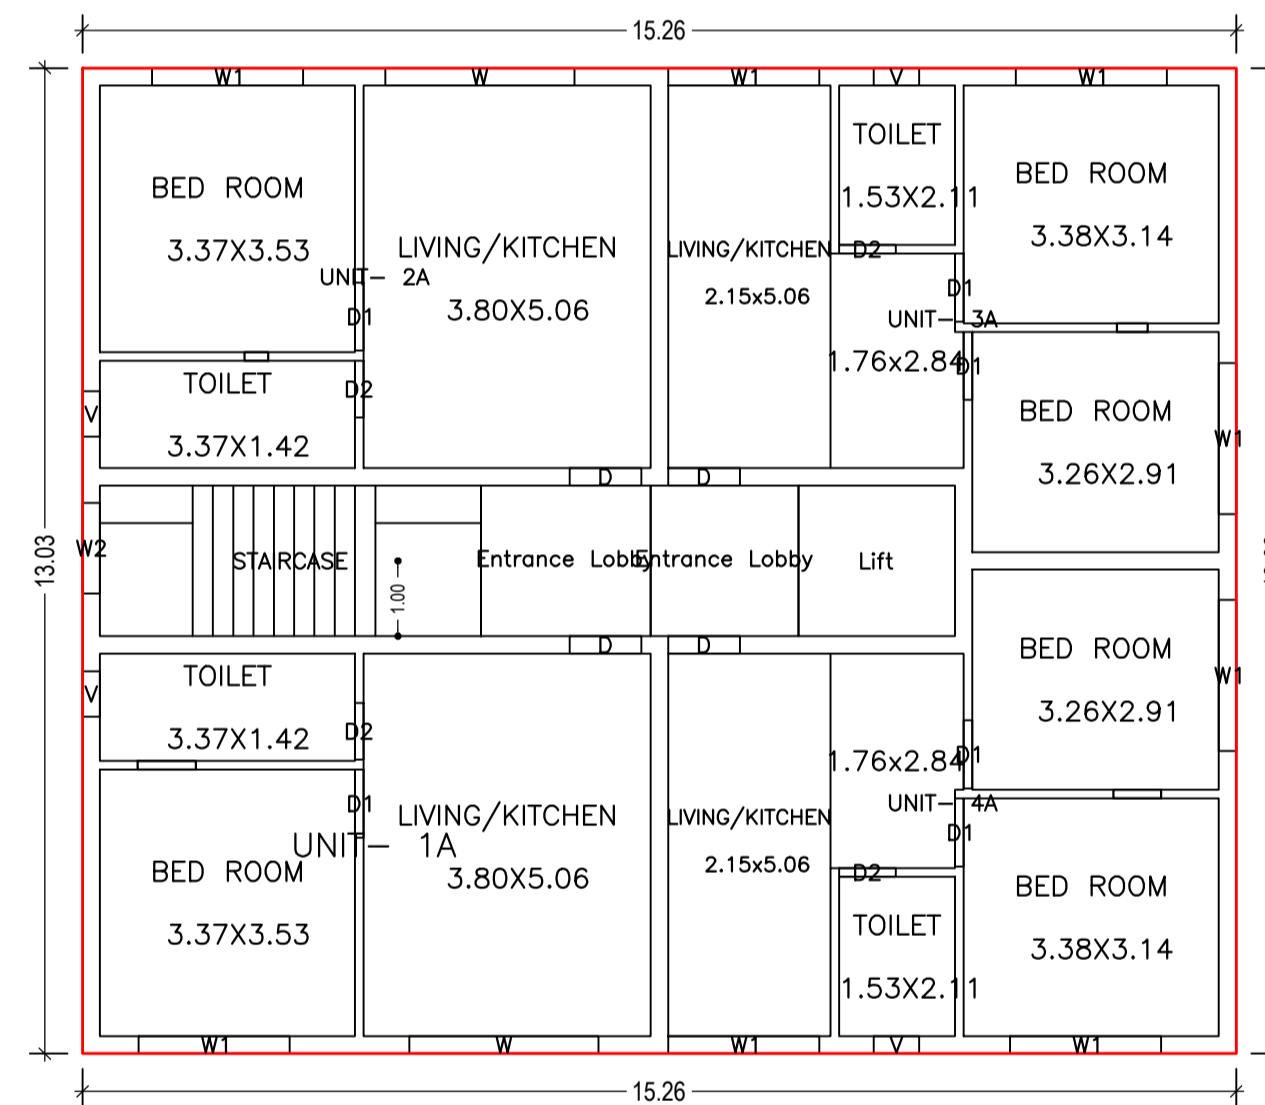 15.26
W1
W
W1
V
W1
TOILET
1.53X2.11
BED ROOM
3.37X3.53
BED ROOM
3.38X3.14
LIVING/KITCHEN
3.80X5.06
LIVING/KITCHEN
2.15x5.06
D2
UNIT- 2A
D1
D1
UNIT- 3A
1.76x2.84
D1
TOILET
3.37X1.42
D2
V
BED ROOM
3.26X2.91
W1
D
D
13.03
W2
STAIRCASE
1.00
Entrance Lobby
Entrance Lobby
Lift
D
D
TOILET
3.37X1.42
V
D2
BED ROOM
3.26X2.91
W1
1.76x2.84
D1
UNIT- 4A
D1
D1
LIVING/KITCHEN
3.80X5.06
UNIT- 1A
BED ROOM
3.37X3.53
LIVING/KITCHEN
2.15x5.06
D2
TOILET
1.53X2.11
BED ROOM
3.38X3.14
W1
W
W1
V
W1
15.26